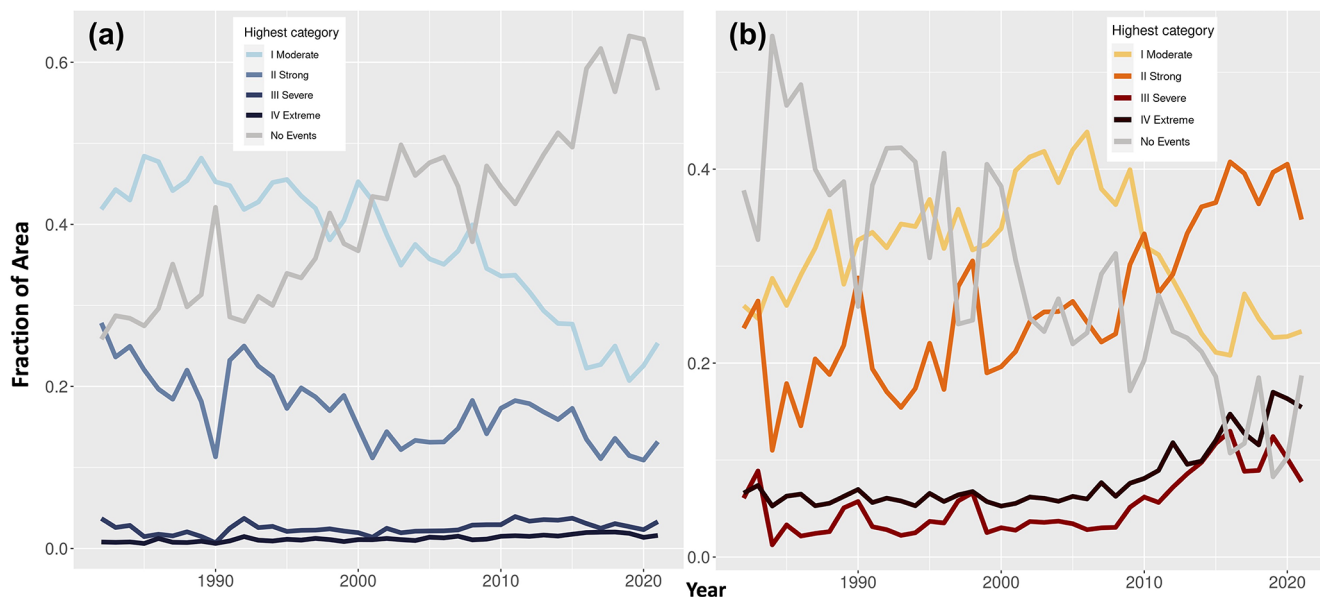 (a)
Highest category
I Moderate
II Strong
III Severe
IV Extreme
No Events
0.6
0.4
0.2
0.0
1990
2000
2010
2020
Fraction of Area
(b)
Highest category
I Moderate
II Strong
III Severe
IV Extreme
No Events
0.4
0.2
0.0
1990
2000
2010
2020
Year